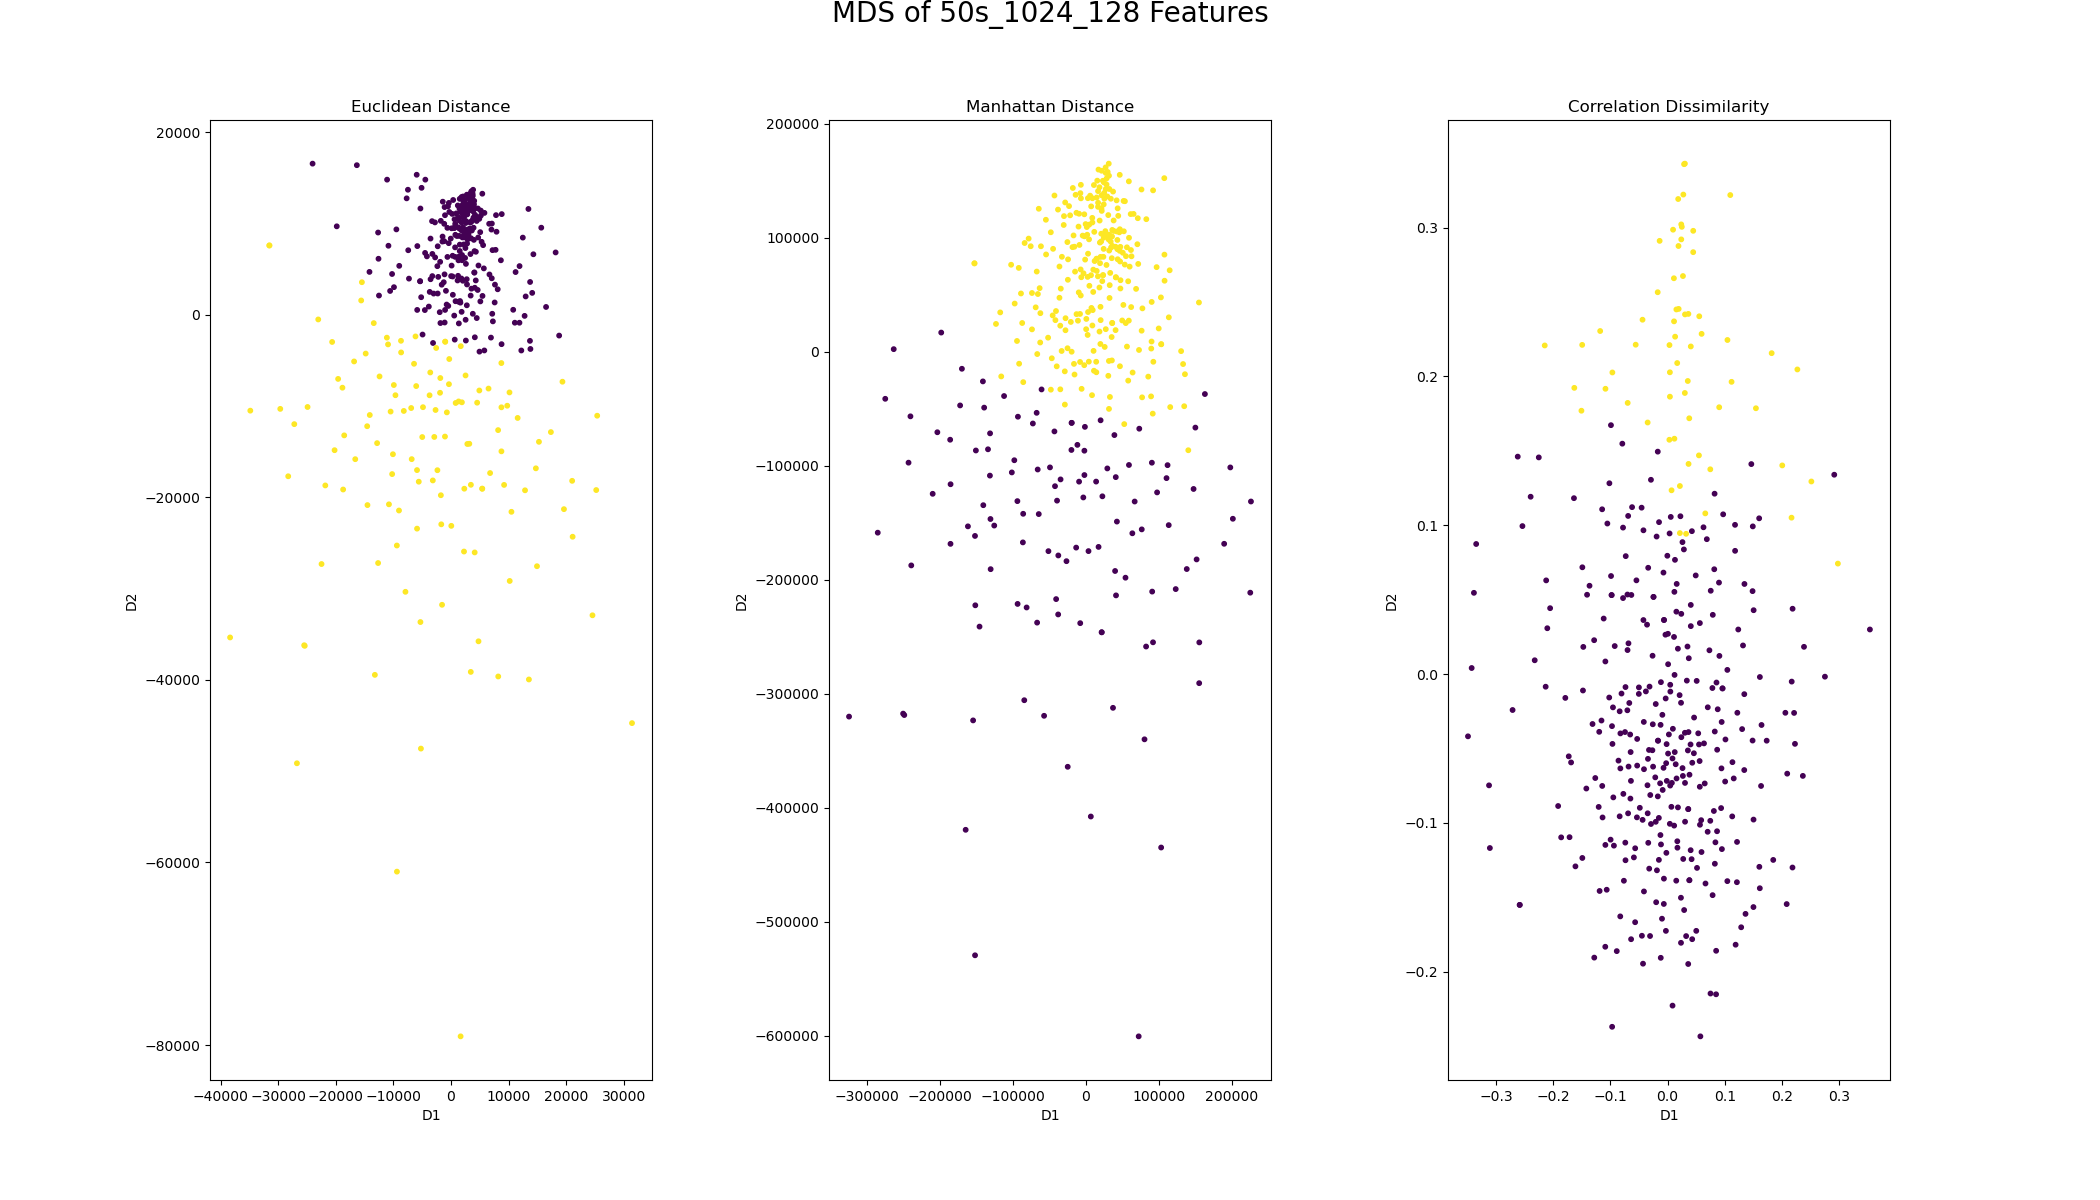 MDS of 50s_1024_128 Features
Euclidean Distance
20000
0
−20000
−40000
−60000
−80000
D2
−40000 −30000 −20000 −10000 0 10000 20000 30000
D1
Manhattan Distance
200000
100000
0
−100000
−200000
−300000
−400000
−500000
−600000
D2
−300000 −200000 −100000 0 100000 200000
D1
Correlation Dissimilarity
0.3
0.2
0.1
0.0
−0.1
−0.2
D2
−0.3 −0.2 −0.1 0.0 0.1 0.2 0.3
D1